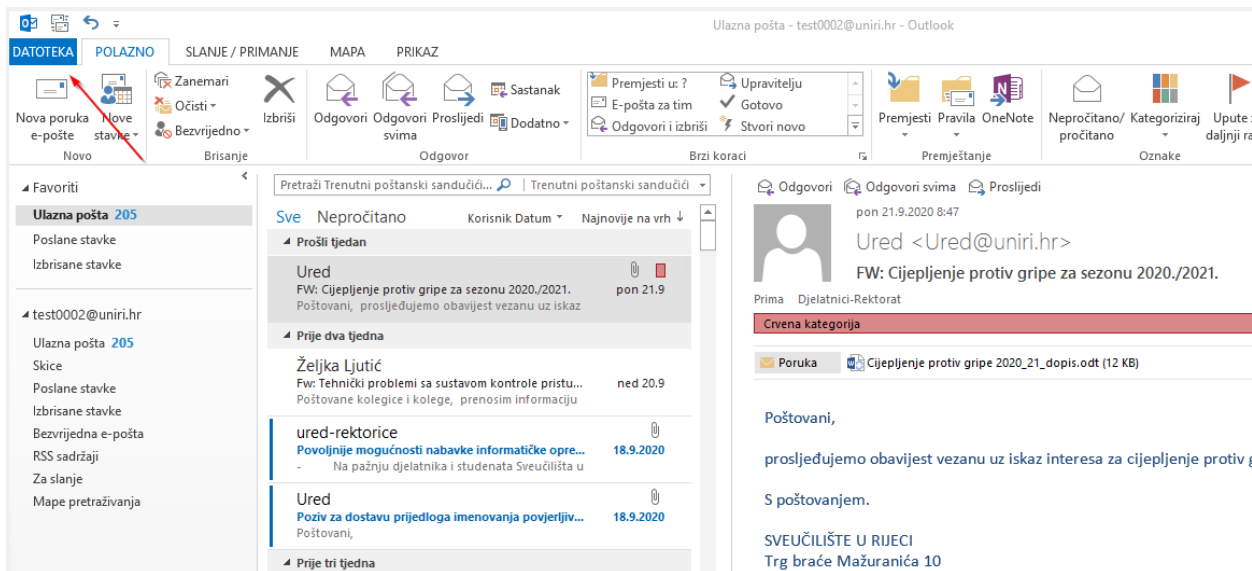 Ulazna pošta - test0002@uniri.hr - Outlook
DATOTEKA POLAZNO SLANJE / PRIMANJE MAPA PRIKAZ
Nova poruka e-pošte
Nove stavke
Zanemari
Očisti
Bezvrijedno
Izbriši
Odgovori
Odgovori svima
Proslijedi
Sastanak
Dodatno
Premjesti u: ?
E-pošta za tim
Odgovori i izbriši
Upravitelju
Gotovo
Stvori novo
Premjesti
Pravila
OneNote
Nepročitano/ pročitano
Kategoriziraj
Upute
daljnji
Novo Brisanje Odgovor Brzi koraci Premještanje Oznake
Favoriti
Ulazna pošta 205
Poslane stavke
Izbrisane stavke
test0002@uniri.hr
Ulazna pošta 205
Skice
Poslane stavke
Izbrisane stavke
Bezvrijedna e-pošta
RSS sadržaji
Za slanje
Mape pretraživanja
Pretraži Trenutni poštanski sandučići... Trenutni poštanski sandučići
Sve Nepročitano Korisnik Datum Najnovije na vrh
Prošli tjedan
Ured
FW: Cijepljenje protiv gripe za sezonu 2020./2021. pon 21.9
Poštovani, prosljeđujemo obavijest vezanu uz iskaz
Prije dva tjedna
Željka Ljutić
Fw: Tehnički problemi sa sustavom kontrole pristu... ned 20.9
Poštovane kolegice i kolege, prenosim informaciju
ured-rektorice
Povoljnije mogućnosti nabavke informatičke opre... 18.9.2020
- Na pažnju djelatnika i studenata Sveučilišta u
Ured
Poziv za dostavu prijedloga imenovanja povjerljiv... 18.9.2020
Poštovani,
Prije tri tjedna
Odgovori Odgovori svima Proslijedi
pon 21.9.2020 8:47
Ured <Ured@uniri.hr>
FW: Cijepljenje protiv gripe za sezonu 2020./2021.
Prima Djelatnici-Rektorat
Crvena kategorija
Poruka Cijepljenje protiv gripe 2020_21_dopis.odt (12 KB)
Poštovani,
prosljeđujemo obavijest vezanu uz iskaz interesa za cijepljenje protiv
S poštovanjem.
SVEUČILIŠTE U RIJECI
Trg braće Mažuranića 10